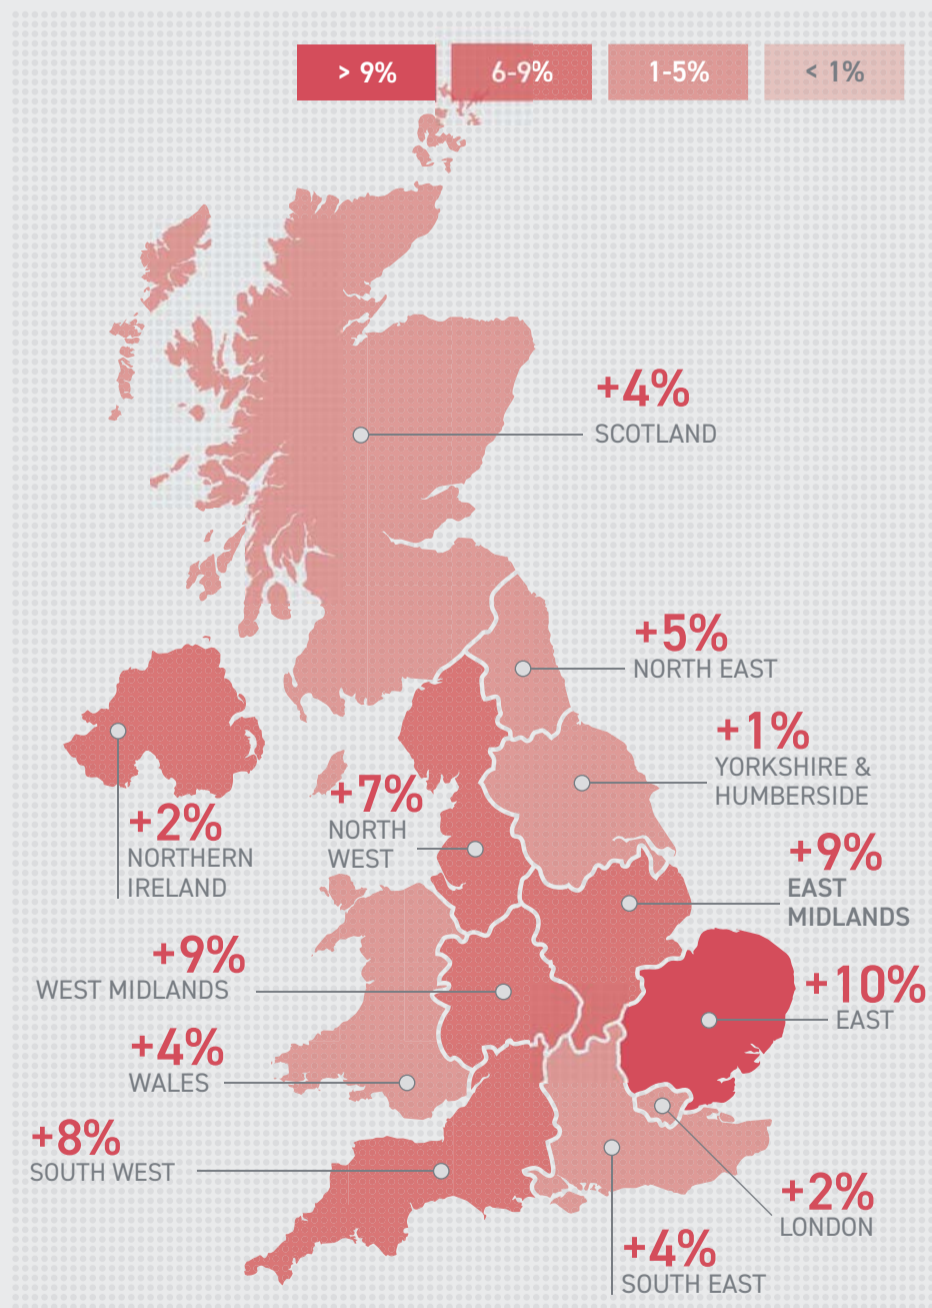 > 9%
6-9%
1-5%
< 1%
+4%
SCOTLAND
+5%
NORTH EAST
+1%
YORKSHIRE &
HUMBERSIDE
+7%
NORTH
WEST
+2%
NORTHERN
IRELAND
+9%
EAST
MIDLANDS
+9%
WEST MIDLANDS
+10%
EAST
+4%
WALES
+8%
SOUTH WEST
+2%
LONDON
+4%
SOUTH EAST